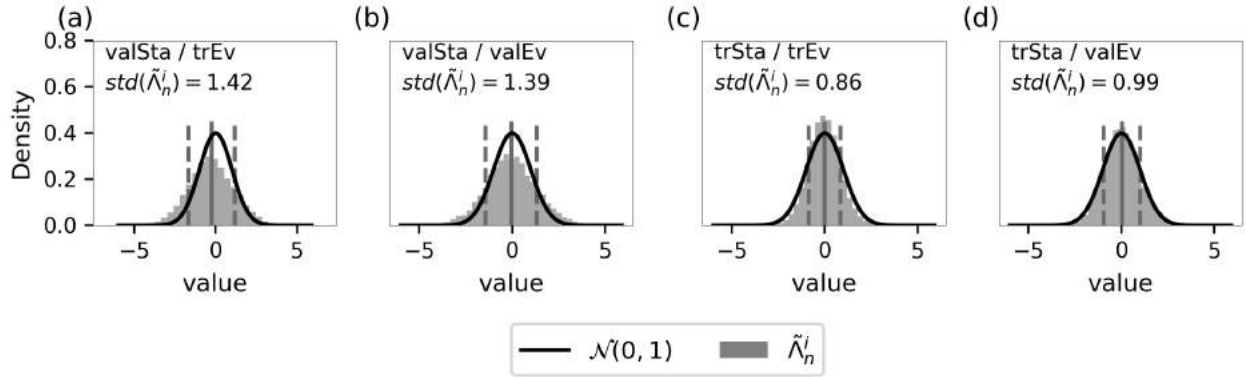 (a)
valSta / trEv
std(Λ̃ⁱₙ) = 1.42
0.8
0.6
0.4
0.2
0.0
Density
−5
0
5
value
(b)
valSta / valEv
std(Λ̃ⁱₙ) = 1.39
−5
0
5
value
(c)
trSta / trEv
std(Λ̃ⁱₙ) = 0.86
−5
0
5
value
(d)
trSta / valEv
std(Λ̃ⁱₙ) = 0.99
−5
0
5
value
𝒩(0, 1)
Λ̃ⁱₙ